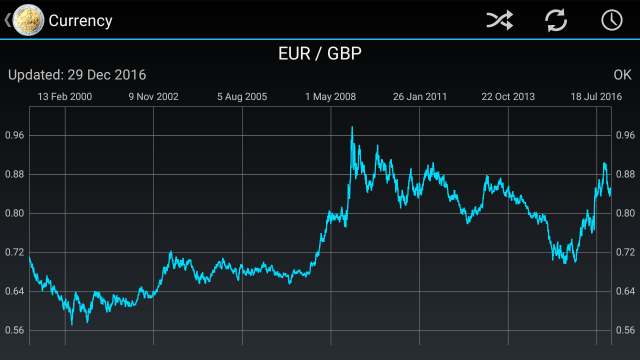 Currency
EUR / GBP
Updated: 29 Dec 2016 OK
13 Feb 2000 9 Nov 2002 5 Aug 2005 1 May 2008 26 Jan 2011 22 Oct 2013 18 Jul 2016
0.96 0.96
0.88 0.88
0.80 0.80
0.72 0.72
0.64 0.64
0.56 0.56